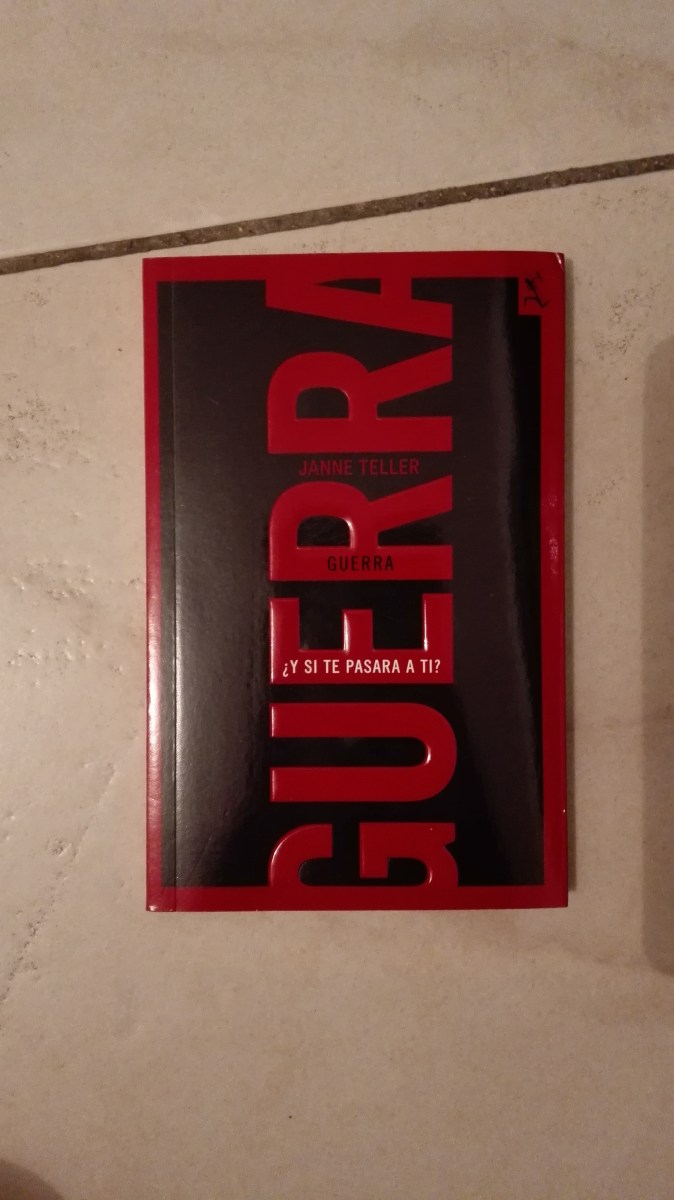 GUERRA
JANNE TELLER
GUERRA
¿Y SI TE PASARA A TI?